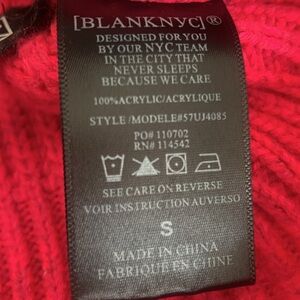 [BLANKNYC]®
DESIGNED FOR YOU
BY OUR NYC TEAM
IN THE CITY THAT
NEVER SLEEPS
BECAUSE WE CARE
100%ACRYLIC/ACRYLIQUE
STYLE/MODELE#57UJ4085
PO# 110702
RN# 114542
SEE CARE ON REVERSE
VOIR INSTRUCTION AUVERSO
S
MADE IN CHINA
FABRIQUE EN CHINE